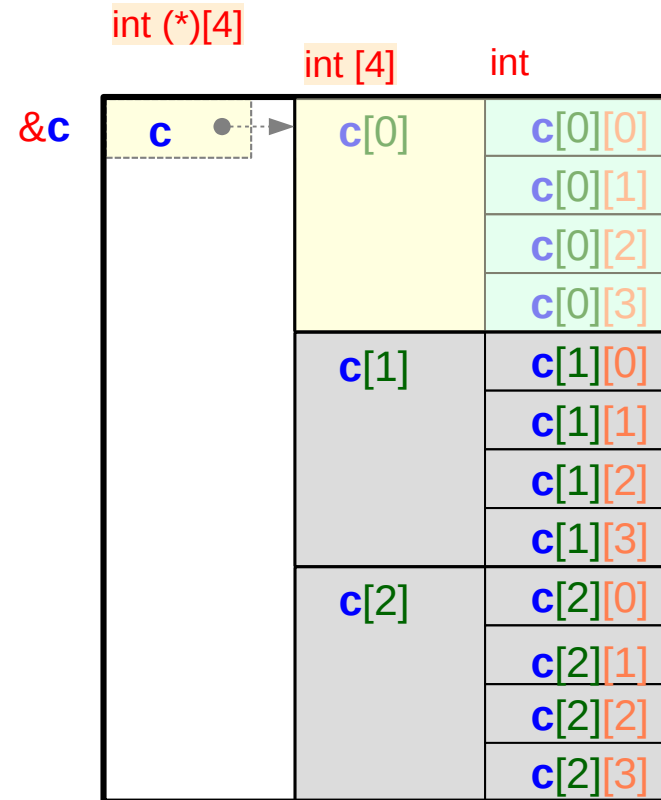 int (*)[4]
int [4] int
&c c c[0] c[0][0]
c[0][1]
c[0][2]
c[0][3]
c[1] c[1][0]
c[1][1]
c[1][2]
c[1][3]
c[2] c[2][0]
c[2][1]
c[2][2]
c[2][3]